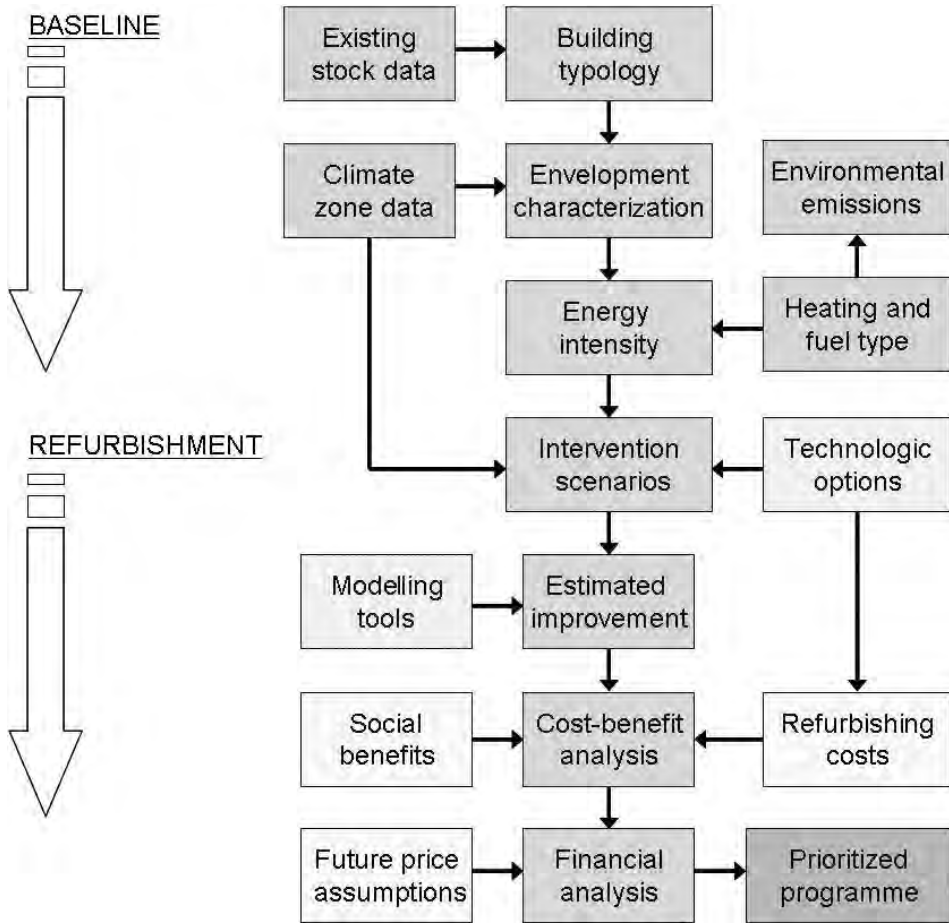 BASELINE
Existing
stock data
Building
typology
Climate
zone data
Envelopment
characterization
Environmental
emissions
Energy
intensity
Heating and
fuel type
REFURBISHMENT
Intervention
scenarios
Technologic
options
Modelling
tools
Estimated
improvement
Social
benefits
Cost-benefit
analysis
Refurbishing
costs
Future price
assumptions
Financial
analysis
Prioritized
programme